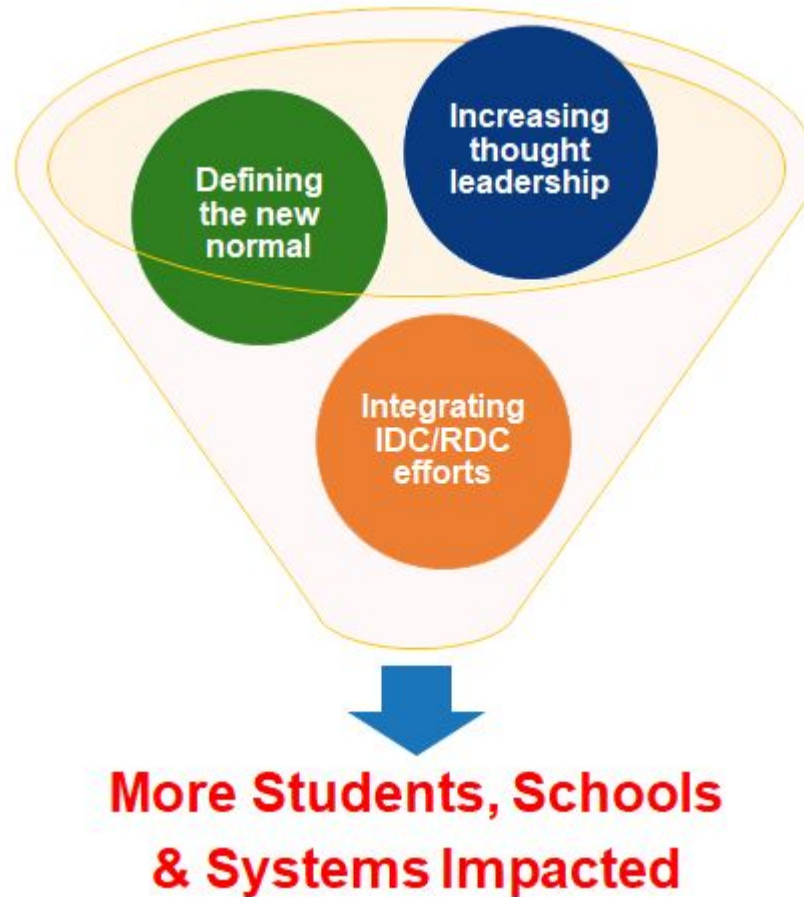 Increasing
thought
leadership
Defining
the new
normal
Integrating
IDC/RDC
efforts
More Students, Schools
& Systems Impacted